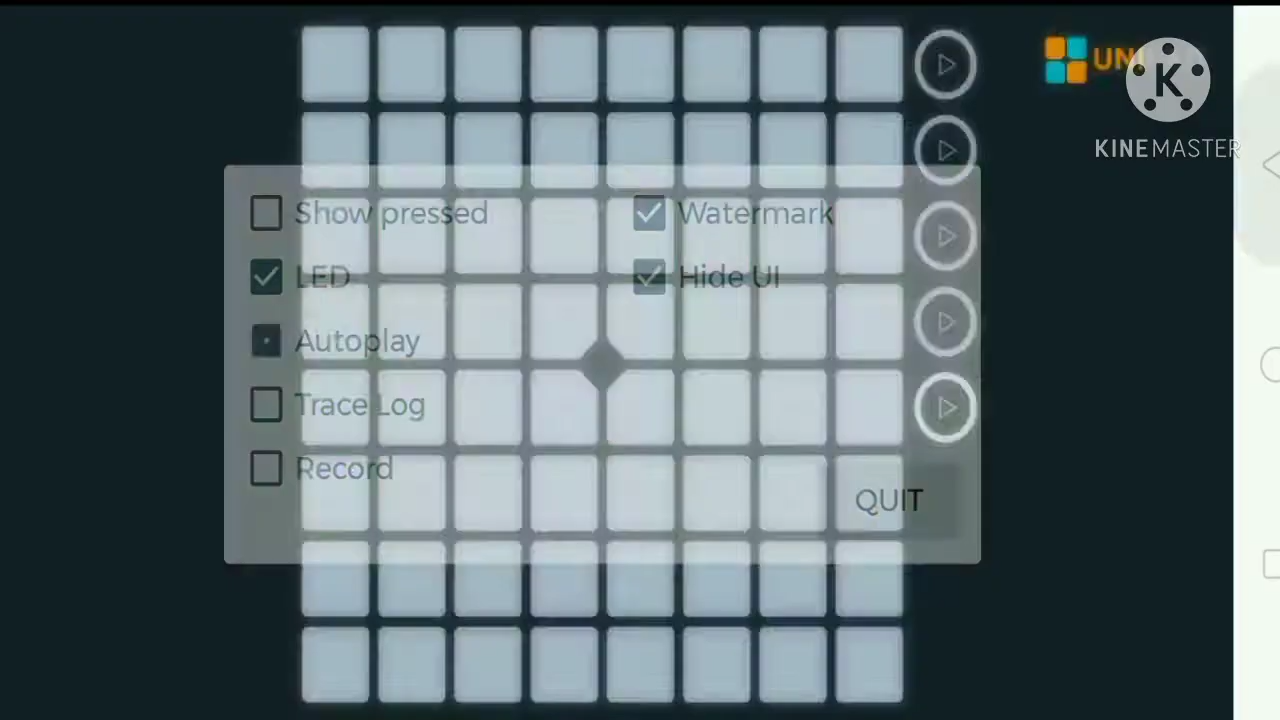 UNI
KINEMASTER
Show pressed
Watermark
LED
Hide UI
Autoplay
Trace Log
Record
QUIT